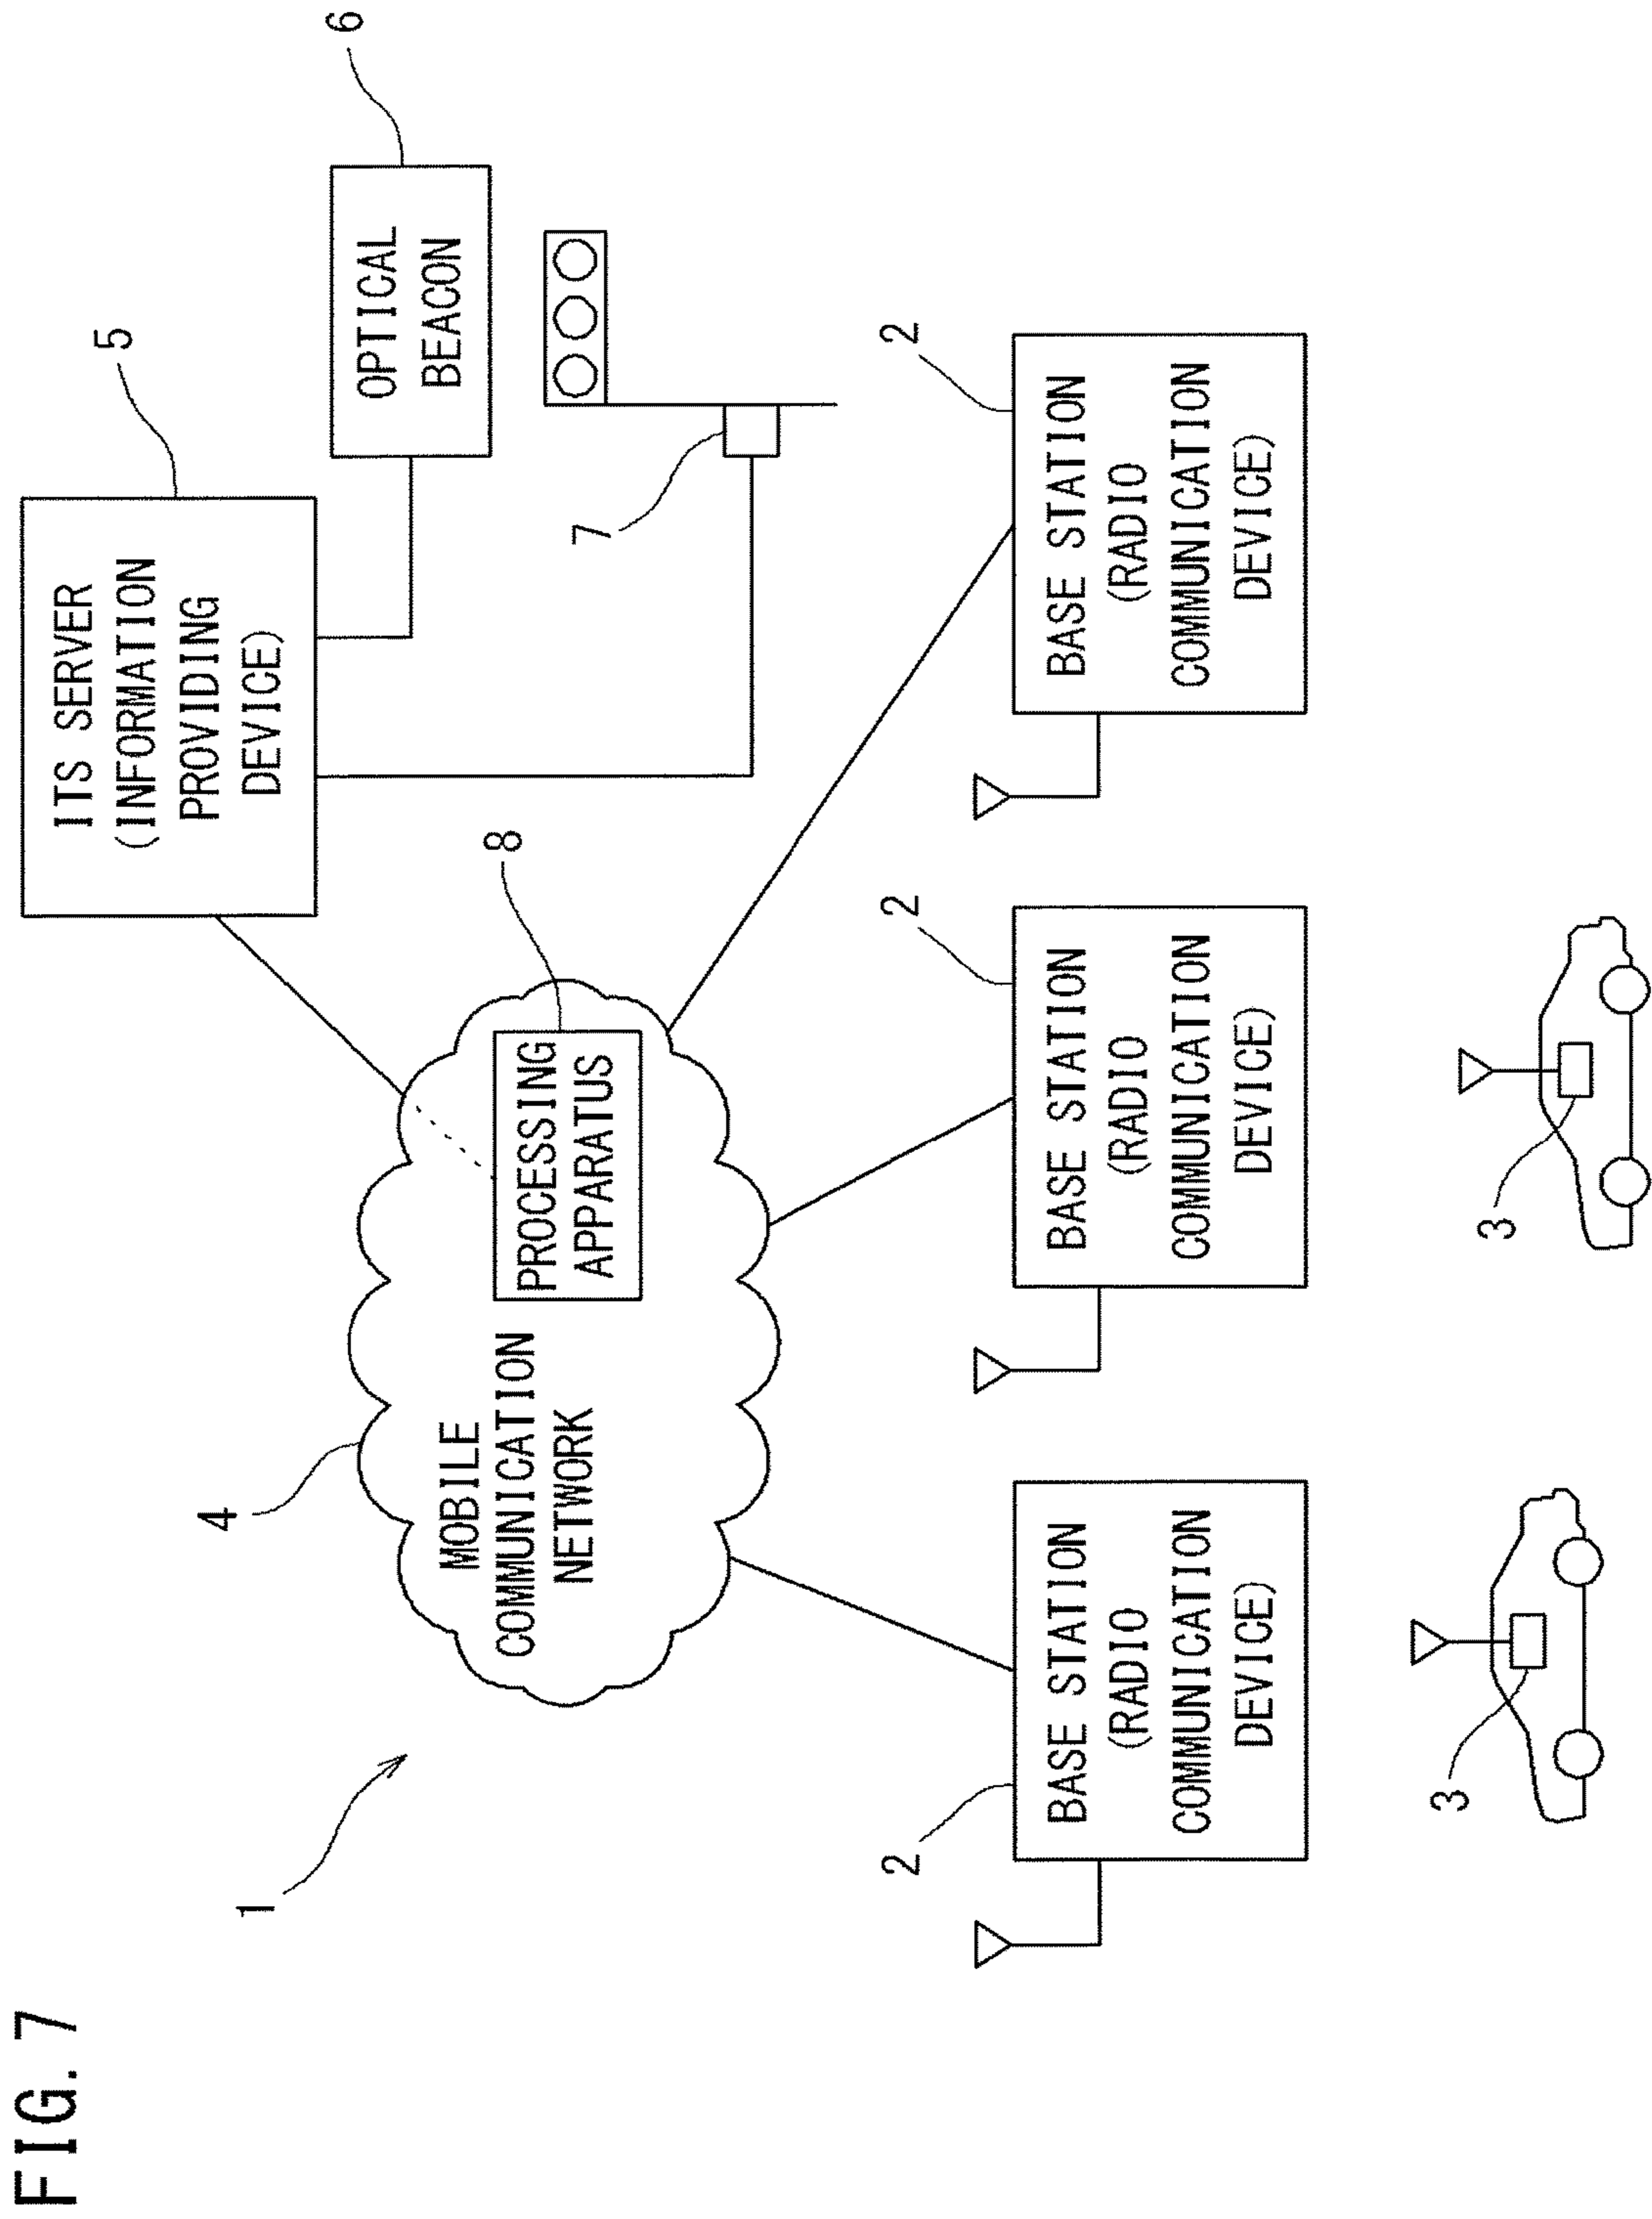 FIG. 7
1
4
MOBILE
COMMUNICATION
NETWORK
PROCESSING
APPARATUS
8
ITS SERVER
(INFORMATION
PROVIDING
DEVICE)
5
OPTICAL
BEACON
6
7
2
BASE STATION
(RADIO
COMMUNICATION
DEVICE)
2
BASE STATION
(RADIO
COMMUNICATION
DEVICE)
2
BASE STATION
(RADIO
COMMUNICATION
DEVICE)
3
3